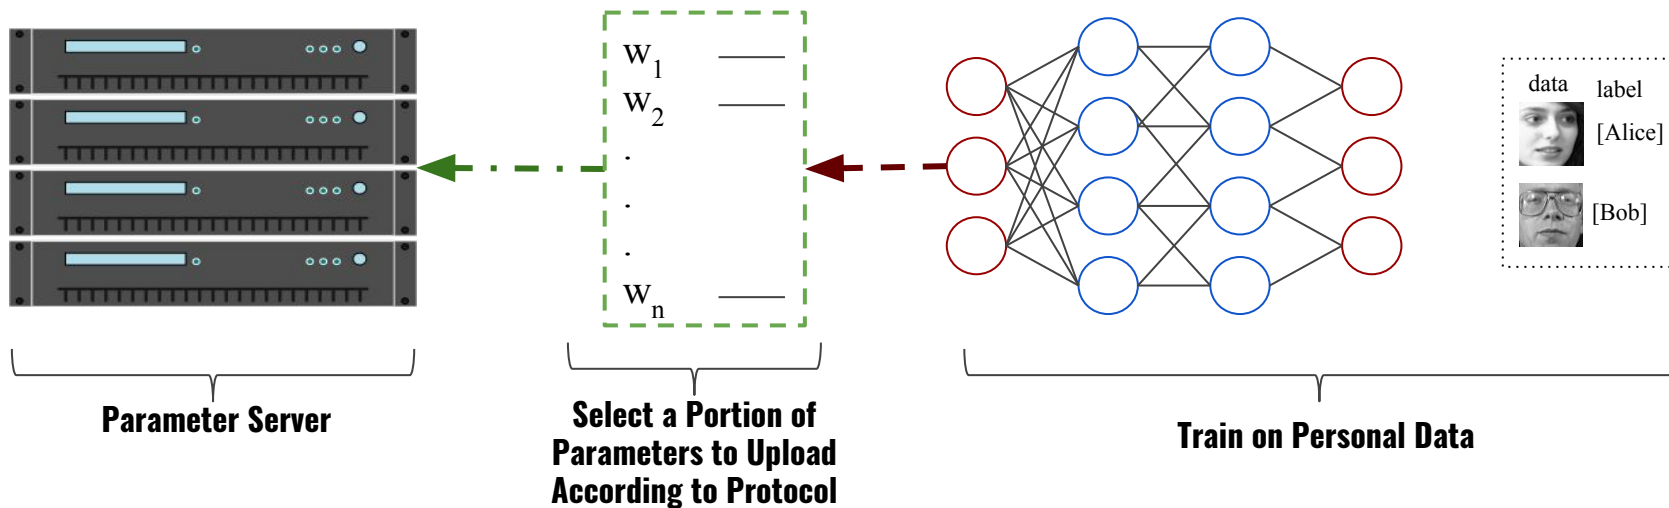 w1
w2
.
.
.
wn
data label
[Alice]
[Bob]
Parameter Server
Select a Portion of
Parameters to Upload
According to Protocol
Train on Personal Data